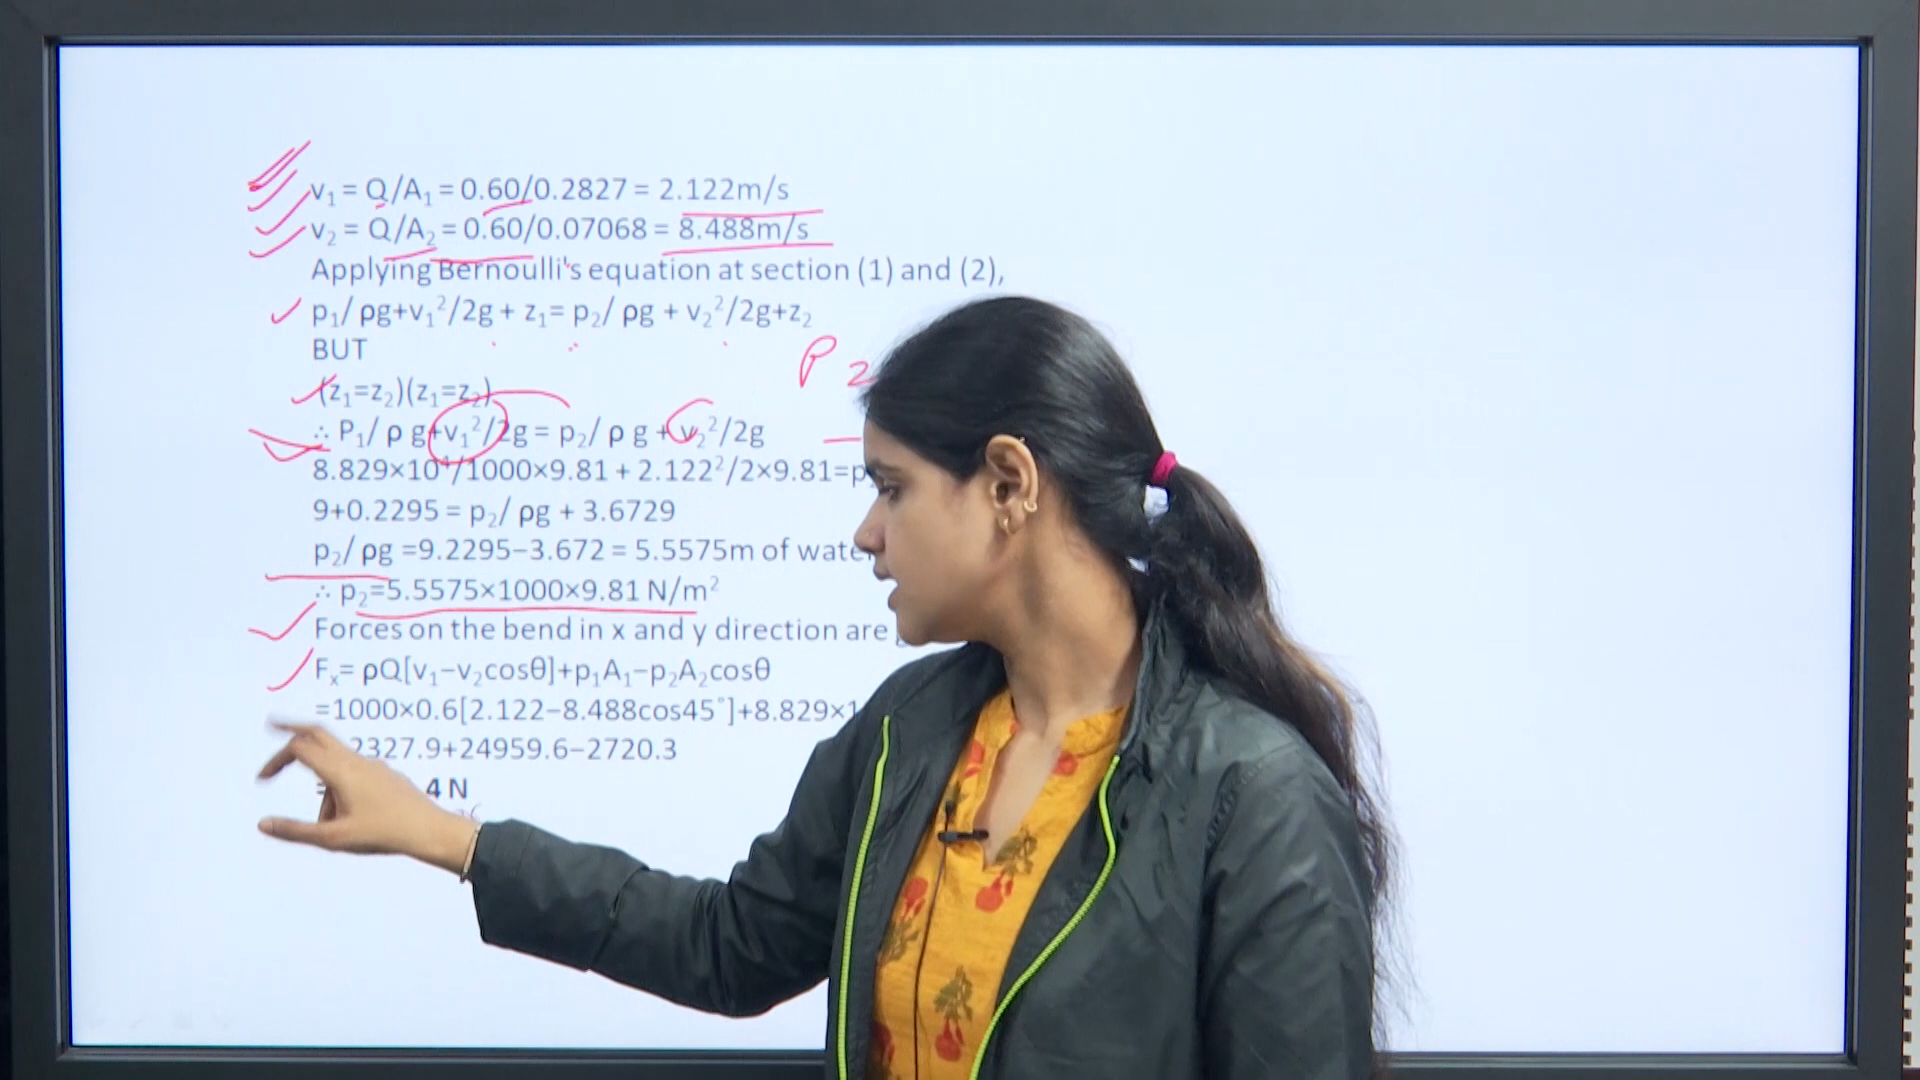 v₁ = Q/A₁ = 0.60/0.2827 = 2.122m/s
v₂ = Q/A₂ = 0.60/0.07068 = 8.488m/s
Applying Bernoulli's equation at section (1) and (2),
p₁/ ρg+v₁²/2g + z₁= p₂/ ρg + v₂²/2g+z₂
BUT
P 2
(z₁=z₂)(z₁=z₂)
∴ P₁/ ρ g+v₁²/2g = p₂/ ρ g + v₂²/2g
8.829×10⁴/1000×9.81 + 2.122²/2×9.81=p
9+0.2295 = p₂/ ρg + 3.6729
p₂/ ρg =9.2295−3.672 = 5.5575m of
∴ p₂=5.5575×1000×9.81 N/m²
Forces on the bend in x and y direction are
Fₓ= ρQ[v₁−v₂cosθ]+p₁A₁−p₂A₂cosθ
=1000×0.6[2.122−8.488cos45°]+8.829×1
2327.9+24959.6−2720.3
4 N